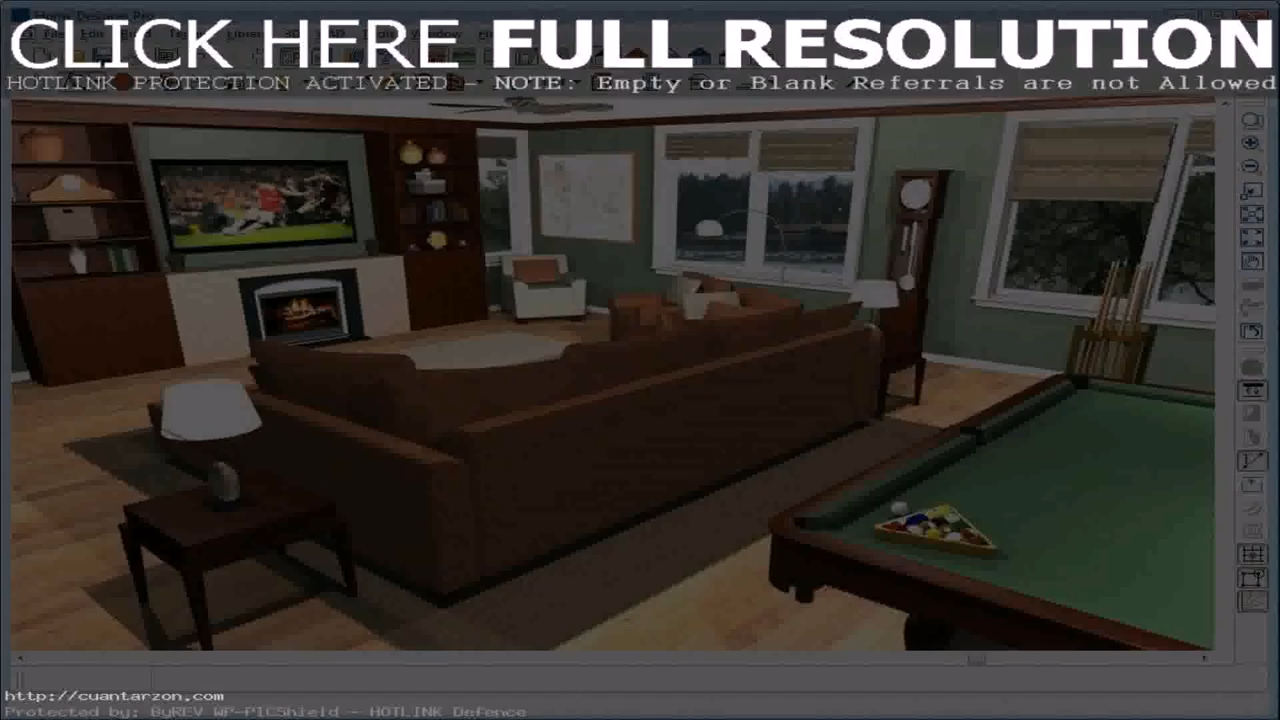 CLICK HERE FULL RESOLUTION
HOTLINK PROTECTION ACTIVATED – NOTE: Empty or Blank Referrals are not Allowed
http://cuantarzon.com
Protected by: ByREV WP-PICShield – HOTLINK Defence